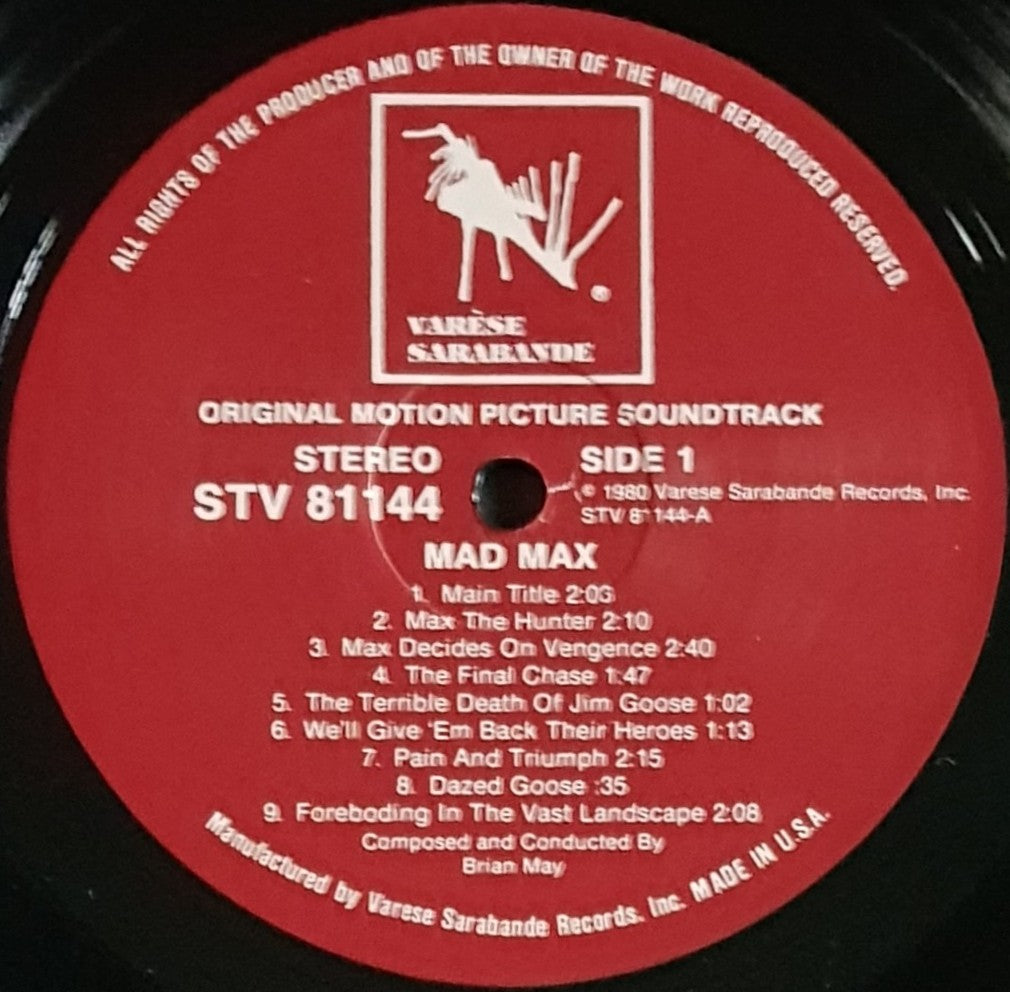 ALL RIGHTS OF THE PRODUCER AND OF THE OWNER OF THE WORK REPRODUCED RESERVED.
VARÈSE
SARABANDE
ORIGINAL MOTION PICTURE SOUNDTRACK
STEREO
STV 81144
SIDE 1
℗ 1980 Varese Sarabande Records, Inc.
STV 81144-A
MAD MAX
1. Main Title 2:03
2. Max The Hunter 2:10
3. Max Decides On Vengence 2:40
4. The Final Chase 1:47
5. The Terrible Death Of Jim Goose 1:02
6. We'll Give 'Em Back Their Heroes 1:13
7. Pain And Triumph 2:15
8. Dazed Goose :35
9. Foreboding In The Vast Landscape 2:08
Composed and Conducted By
Brian May
Manufactured by Varese Sarabande Records, Inc. MADE IN U.S.A.